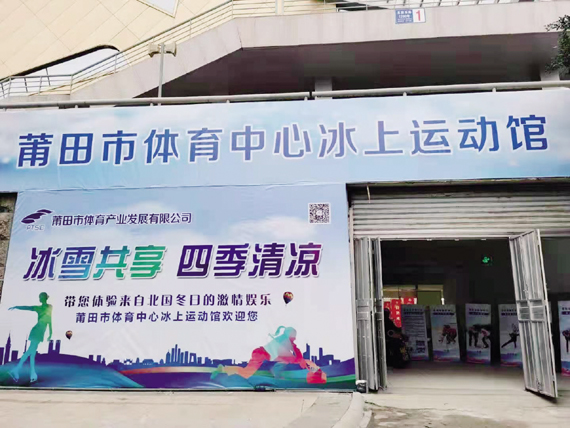 1
莆田市体育中心冰上运动馆
莆田市体育产业发展有限公司
冰雪共享 四季清凉
带您体验来自北国冬日的激情娱乐
莆田市体育中心冰上运动馆欢迎您